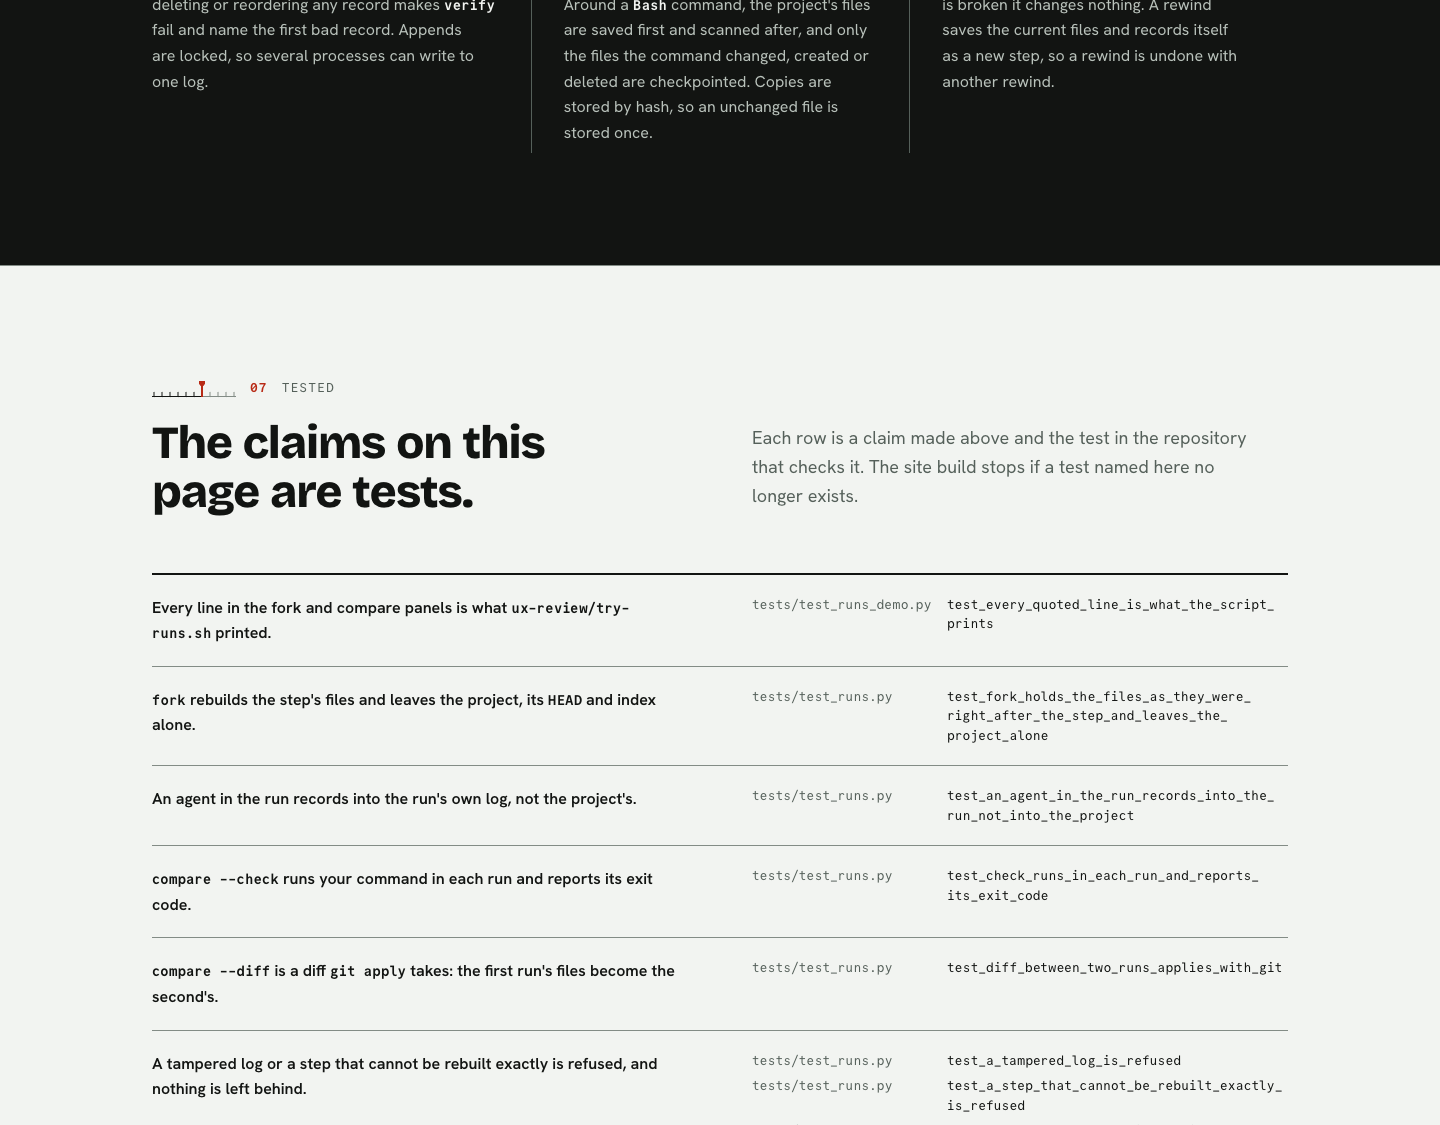 deleting or reordering any record makes verify
fail and name the first bad record. Appends
are locked, so several processes can write to
one log.
Around a Bash command, the project's files
are saved first and scanned after, and only
the files the command changed, created or
deleted are checkpointed. Copies are
stored by hash, so an unchanged file is
stored once.
is broken it changes nothing. A rewind
saves the current files and records itself
as a new step, so a rewind is undone with
another rewind.
07 TESTED
The claims on this
page are tests.
Each row is a claim made above and the test in the repository
that checks it. The site build stops if a test named here no
longer exists.
Every line in the fork and compare panels is what ux-review/try-
runs.sh printed.
tests/test_runs_demo.py
test_every_quoted_line_is_what_the_script_
prints
fork rebuilds the step's files and leaves the project, its HEAD and index
alone.
tests/test_runs.py
test_fork_holds_the_files_as_they_were_
right_after_the_step_and_leaves_the_
project_alone
An agent in the run records into the run's own log, not the project's.
tests/test_runs.py
test_an_agent_in_the_run_records_into_the_
run_not_into_the_project
compare --check runs your command in each run and reports its exit
code.
tests/test_runs.py
test_check_runs_in_each_run_and_reports_
its_exit_code
compare --diff is a diff git apply takes: the first run's files become the
second's.
tests/test_runs.py
test_diff_between_two_runs_applies_with_git
A tampered log or a step that cannot be rebuilt exactly is refused, and
nothing is left behind.
tests/test_runs.py
test_a_tampered_log_is_refused
tests/test_runs.py
test_a_step_that_cannot_be_rebuilt_exactly_
is_refused